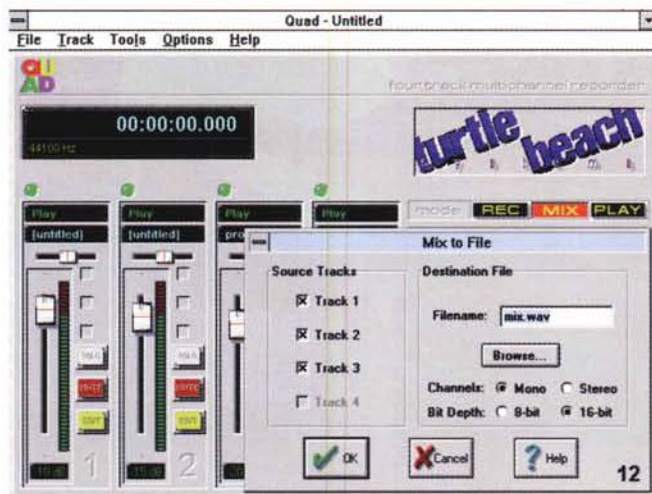 Quad - Untitled
File Track Tools Options Help
QU
AD
four track multichannel recorder
00:00:00.000
44100 Hz
turtle beach
Play Play Play Play
(untitled) (untitled)
mode REC MIX PLAY
Mix to File
Source Tracks
Track 1
Track 2
Track 3
Track 4
Destination File
Filename: mix.wav
Browse...
Channels: Mono Stereo
Bit Depth: 8-bit 16-bit
OK Cancel Help
1 2
12